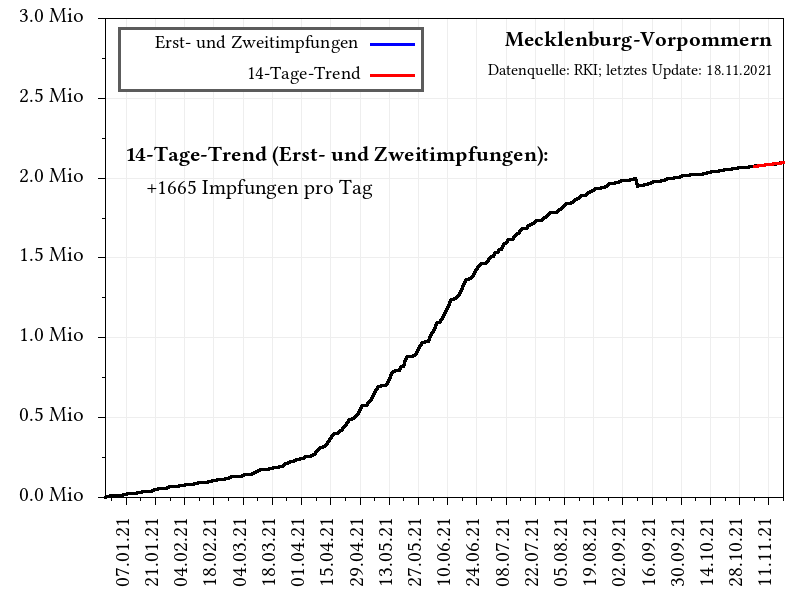 3.0 Mio
2.5 Mio
2.0 Mio
1.5 Mio
1.0 Mio
0.5 Mio
0.0 Mio
Erst- und Zweitimpfungen
14-Tage-Trend
Mecklenburg-Vorpommern
Datenquelle: RKI; letztes Update: 18.11.2021
14-Tage-Trend (Erst- und Zweitimpfungen):
+1665 Impfungen pro Tag
07.01.21
21.01.21
04.02.21
18.02.21
04.03.21
18.03.21
01.04.21
15.04.21
29.04.21
13.05.21
27.05.21
10.06.21
24.06.21
08.07.21
22.07.21
05.08.21
19.08.21
02.09.21
16.09.21
30.09.21
14.10.21
28.10.21
11.11.21